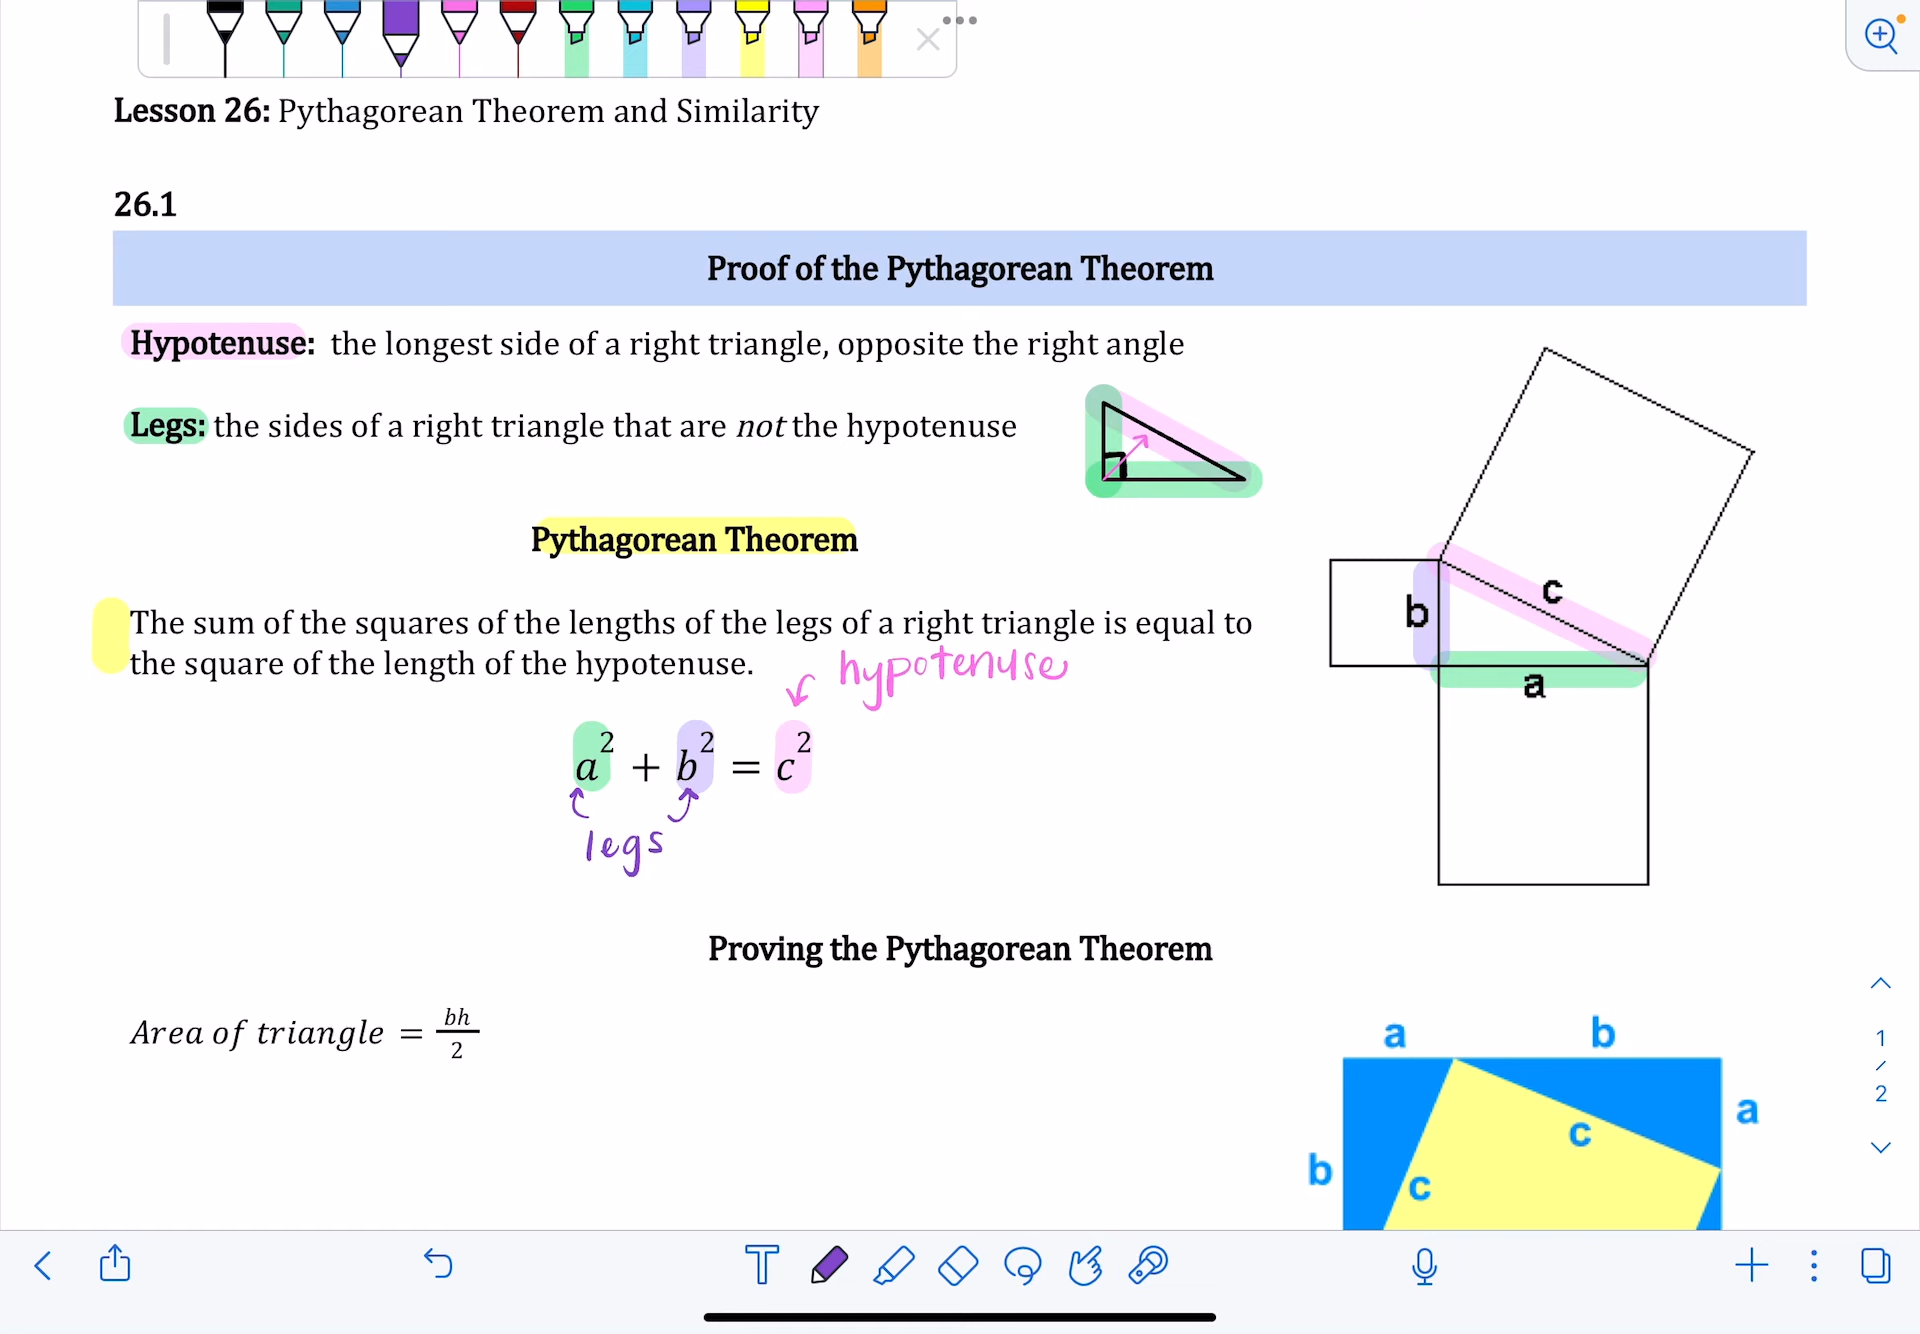 Lesson 26: Pythagorean Theorem and Similarity
26.1
Proof of the Pythagorean Theorem
Hypotenuse: the longest side of a right triangle, opposite the right angle
Legs: the sides of a right triangle that are not the hypotenuse
Pythagorean Theorem
The sum of the squares of the lengths of the legs of a right triangle is equal to
the square of the length of the hypotenuse.
hypotenuse
a² + b² = c²
legs
c
b
a
Proving the Pythagorean Theorem
Area of triangle = bh/2
a b
a
c
b
c
1
/
2
T